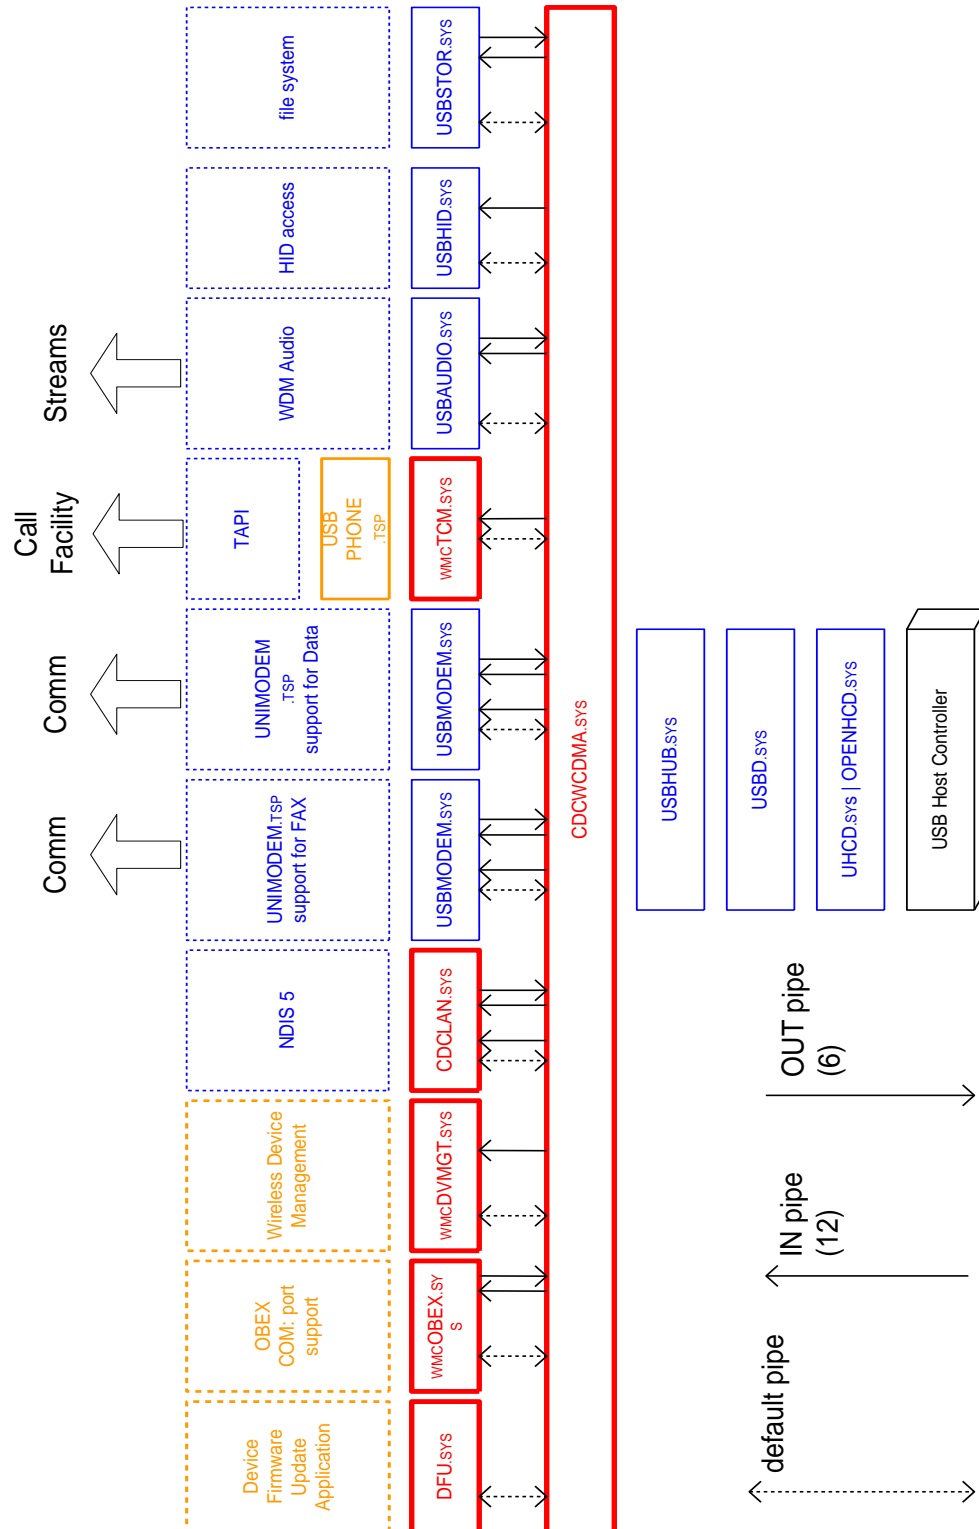 Comm
Comm
Call
Facility
Streams
Device
Firmware
Update
Application
OBEX
COM: port
support
Wireless Device
Management
NDIS 5
UNIMODEM.TSP
support for FAX
UNIMODEM
.TSP
support for Data
TAPI
USB
PHONE
.TSP
WDM Audio
HID access
file system
DFU.SYS
WMCOBEX.SY
S
WMCDVMGT.SYS
CDCLAN.SYS
USBMODEM.SYS
USBMODEM.SYS
WMCTCM.SYS
USBAUDIO.SYS
USBHID.SYS
USBSTOR.SYS
CDCWCDMA.SYS
USBHUB.SYS
USBD.SYS
UHCD.SYS | OPENHCD.SYS
USB Host Controller
default pipe
IN pipe
(12)
OUT pipe
(6)